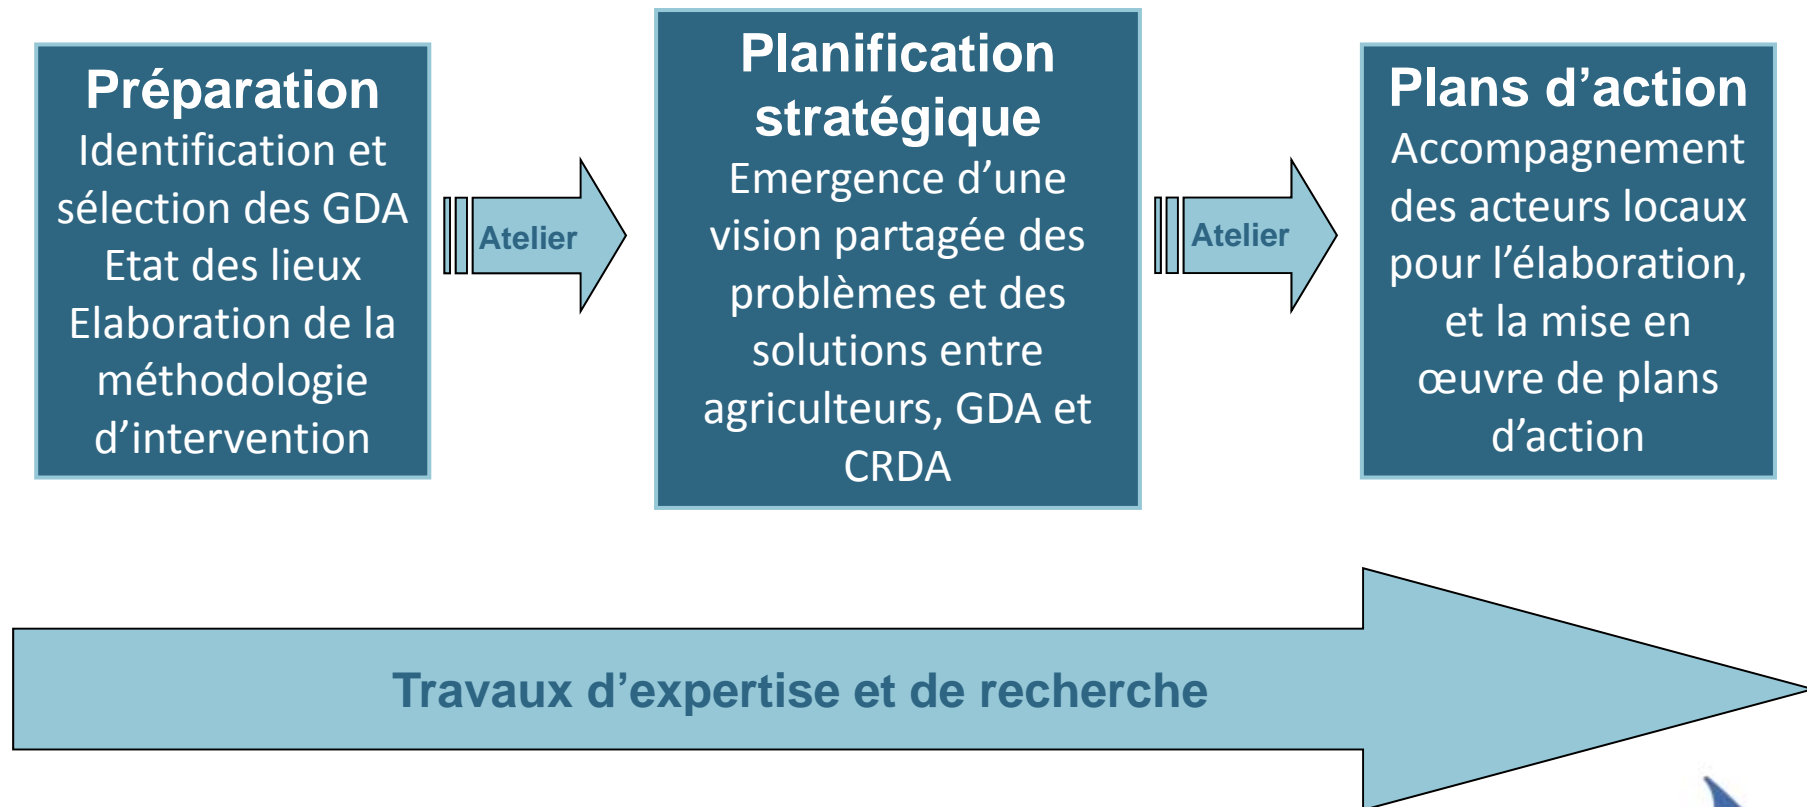 Préparation
Identification et
sélection des GDA
Etat des lieux
Elaboration de la
méthodologie
d’intervention
Atelier
Planification
stratégique
Emergence d’une
vision partagée des
problèmes et des
solutions entre
agriculteurs, GDA et
CRDA
Atelier
Plans d’action
Accompagnement
des acteurs locaux
pour l’élaboration,
et la mise en
œuvre de plans
d’action
Travaux d’expertise et de recherche